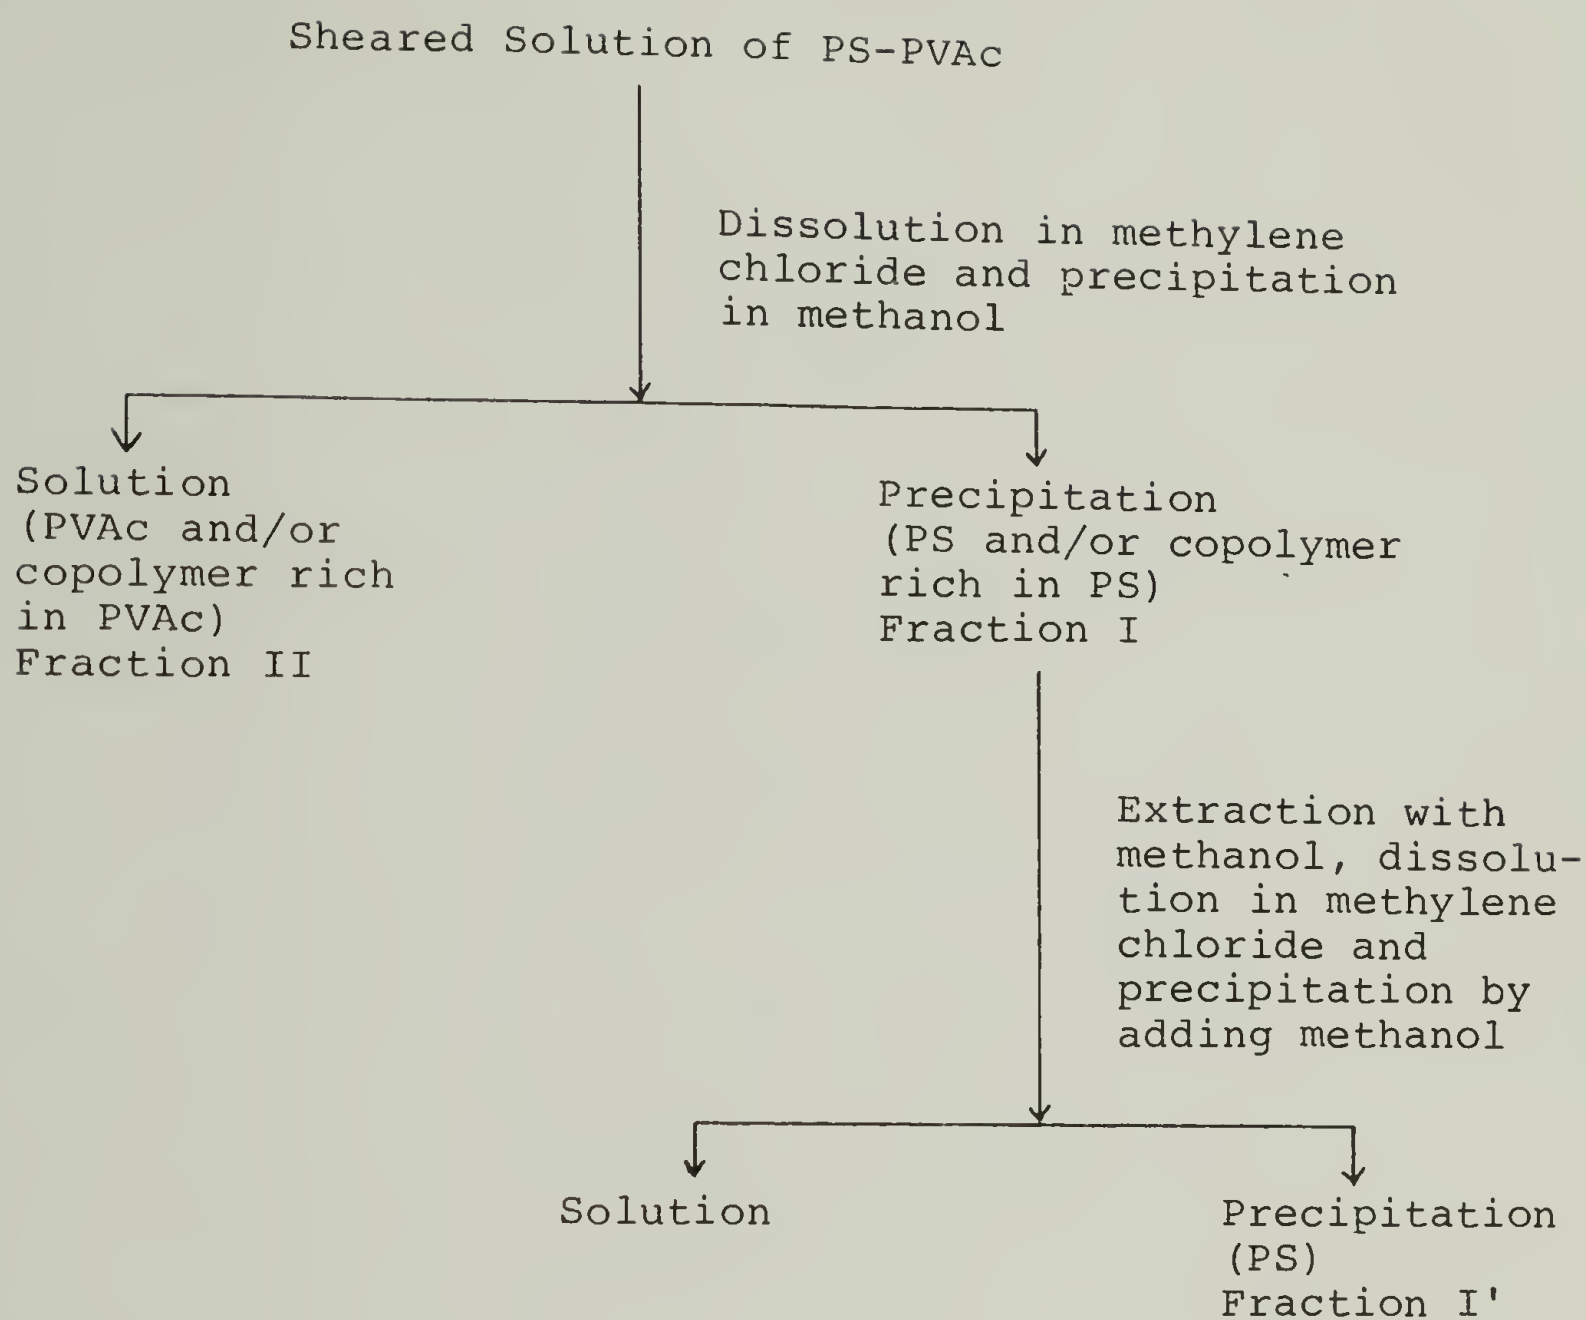 Sheared Solution of PS-PVAc
Dissolution in methylene
chloride and precipitation
in methanol
Solution
(PVAc and/or
copolymer rich
in PVAc)
Fraction II
Precipitation
(PS and/or copolymer
rich in PS)
Fraction I
Extraction with
methanol, dissolu-
tion in methylene
chloride and
precipitation by
adding methanol
Solution
Precipitation
(PS)
Fraction I'